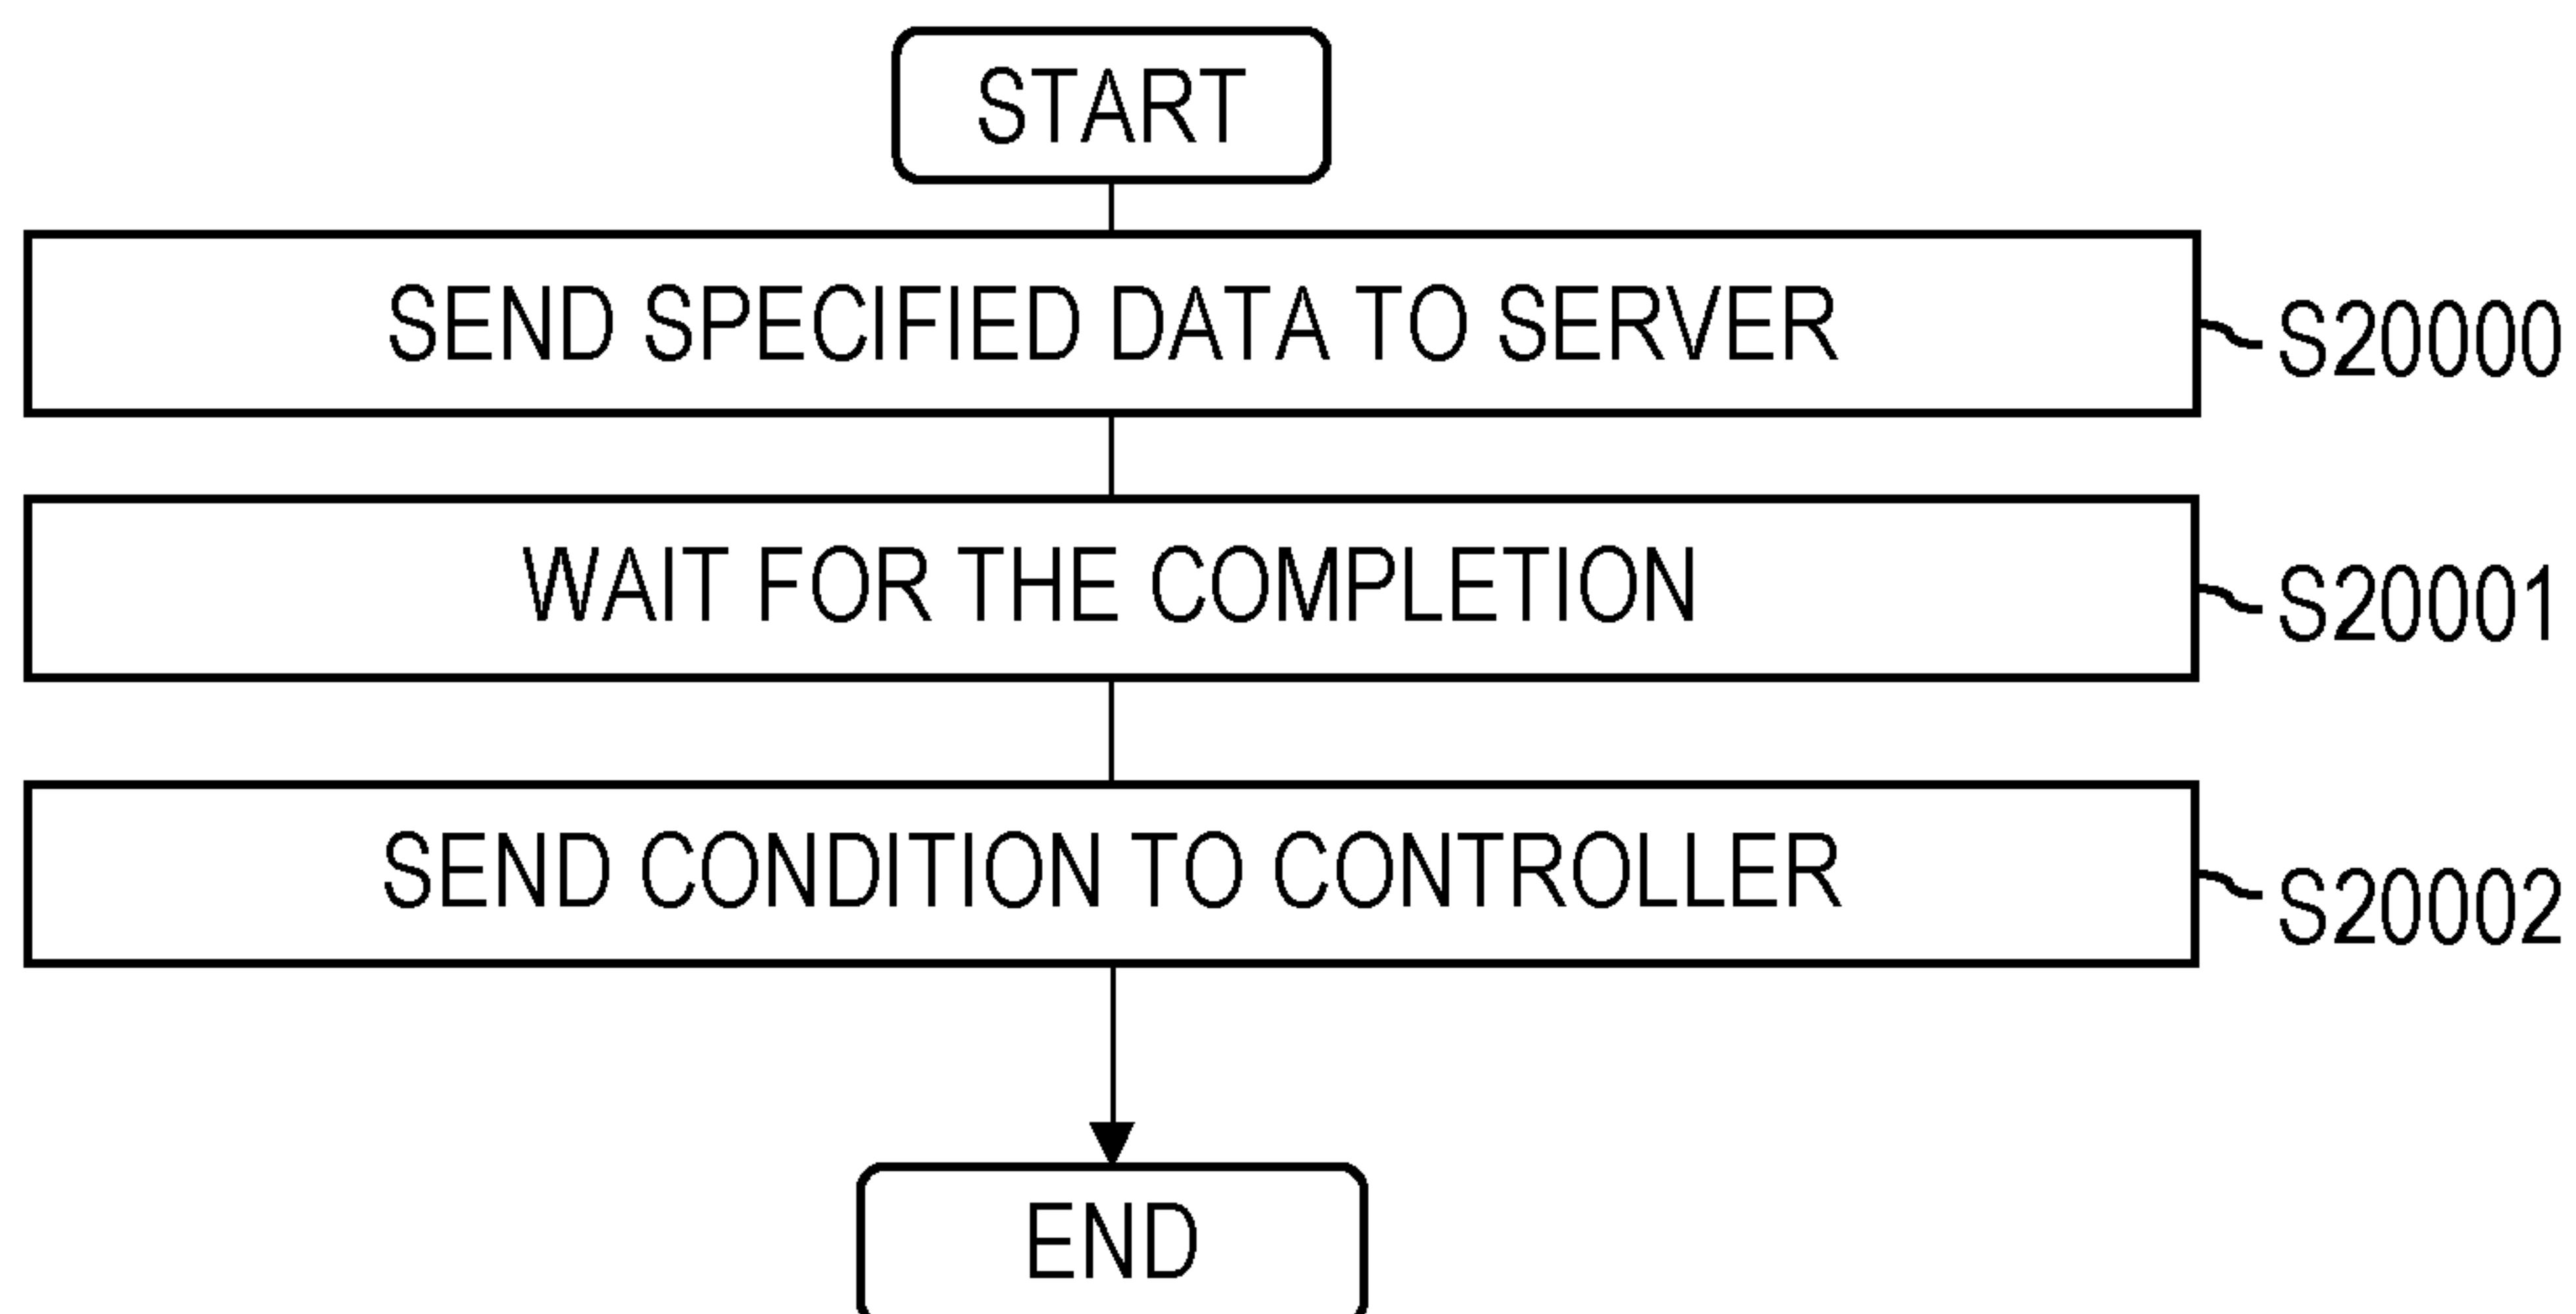 START
SEND SPECIFIED DATA TO SERVER
S20000
WAIT FOR THE COMPLETION
S20001
SEND CONDITION TO CONTROLLER
S20002
END